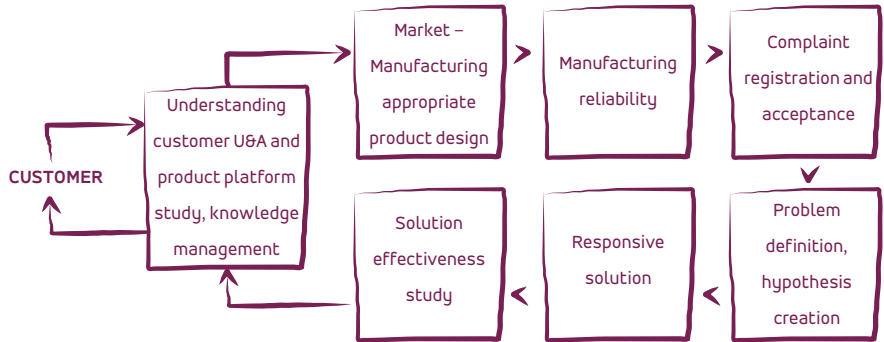 CUSTOMER
Understanding
customer U&A and
product platform
study, knowledge
management
Market –
Manufacturing
appropriate
product design
Manufacturing
reliability
Complaint
registration and
acceptance
Problem
definition,
hypothesis
creation
Responsive
solution
Solution
effectiveness
study